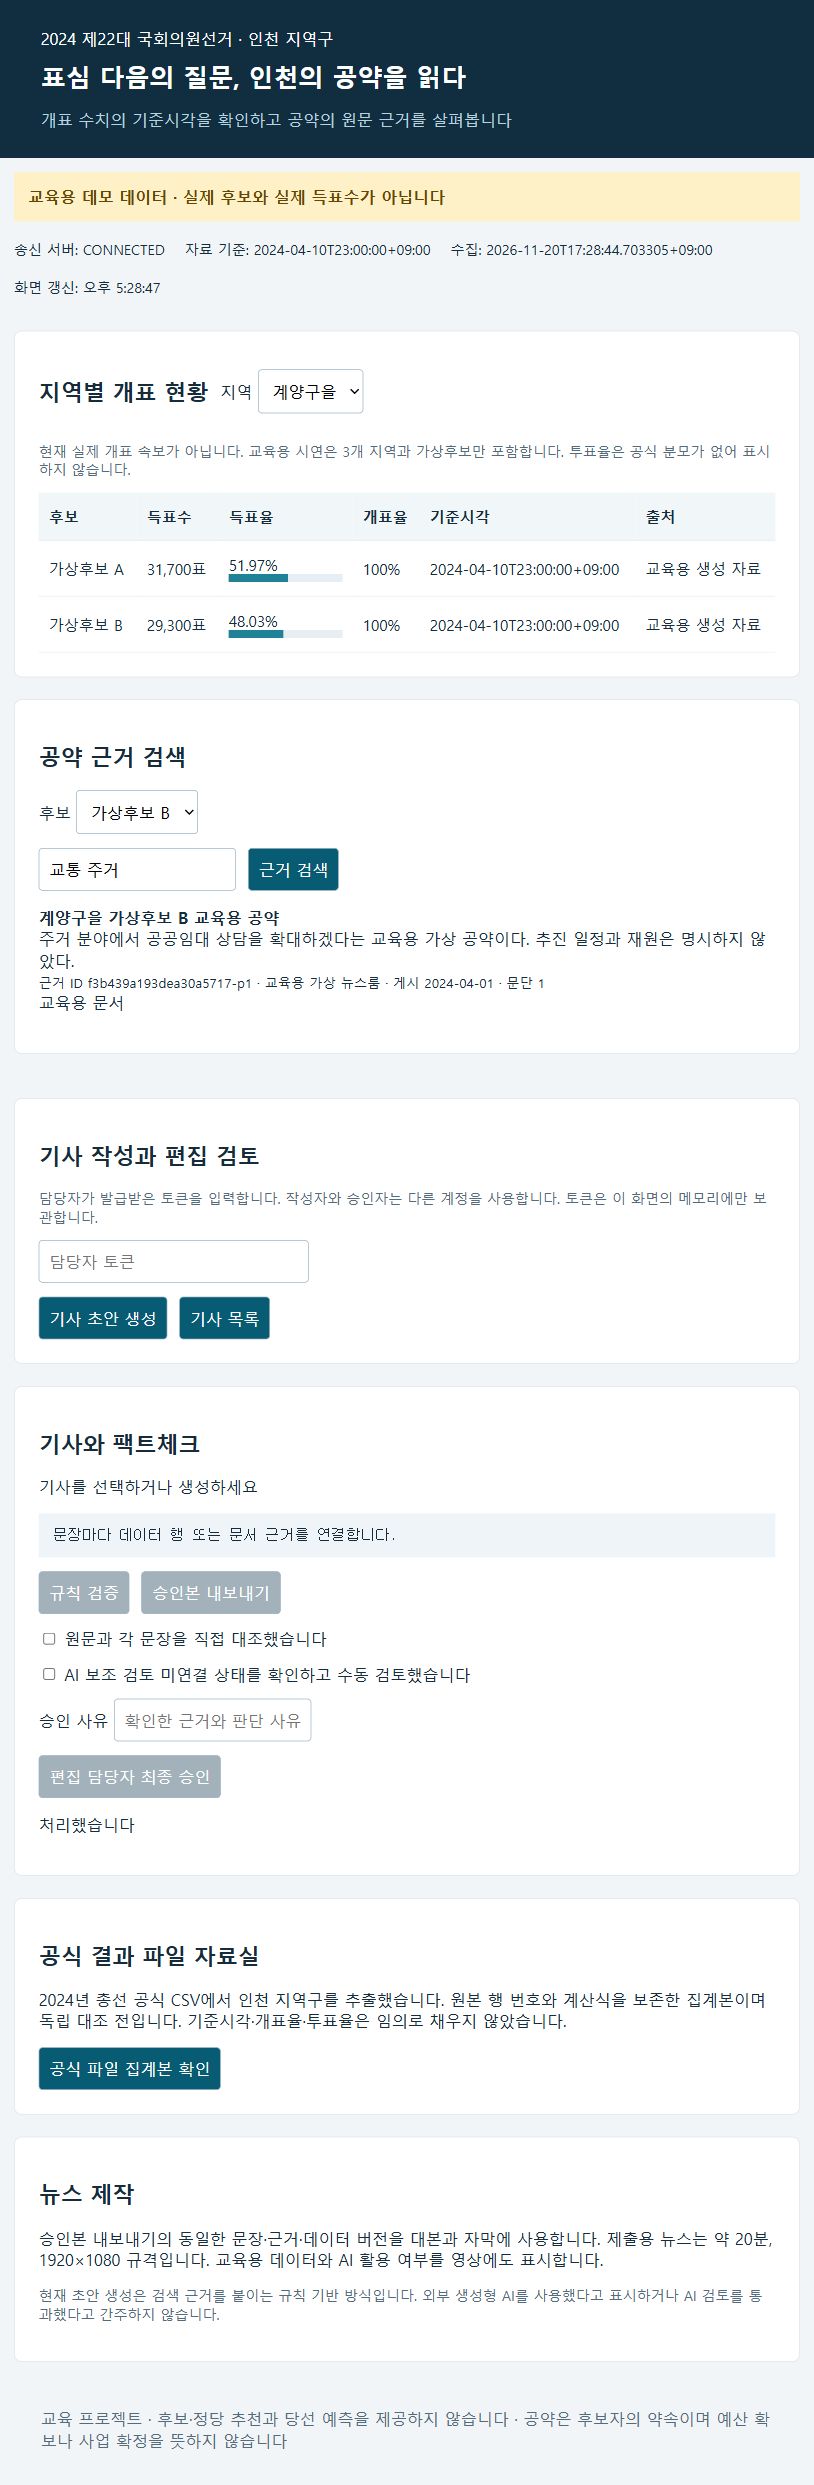 2024 제22대 국회의원선거 · 인천 지역구
표심 다음의 질문, 인천의 공약을 읽다
개표 수치의 기준시각을 확인하고 공약의 원문 근거를 살펴봅니다
교육용 데모 데이터 · 실제 후보와 실제 득표수가 아닙니다
송신 서버: CONNECTED 자료 기준: 2024-04-10T23:00:00+09:00 수집: 2026-11-20T17:28:44.703305+09:00
화면 갱신: 오후 5:28:47
지역별 개표 현황 지역 계양구을
현재 실제 개표 속보가 아닙니다. 교육용 시연은 3개 지역과 가상후보만 포함합니다. 투표율은 공식 분모가 없어 표시
하지 않습니다.
후보 득표수 득표율 개표율 기준시각 출처
가상후보 A 31,700표 51.97% 100% 2024-04-10T23:00:00+09:00 교육용 생성 자료
가상후보 B 29,300표 48.03% 100% 2024-04-10T23:00:00+09:00 교육용 생성 자료
공약 근거 검색
후보 가상후보 B
교통 주거 근거 검색
계양구을 가상후보 B 교육용 공약
주거 분야에서 공공임대 상담을 확대하겠다는 교육용 가상 공약이다. 추진 일정과 재원은 명시하지 않
았다.
근거 ID f3b439a193dea30a5717-p1 · 교육용 가상 뉴스룸 · 게시 2024-04-01 · 문단 1
교육용 문서
기사 작성과 편집 검토
담당자가 발급받은 토큰을 입력합니다. 작성자와 승인자는 다른 계정을 사용합니다. 토큰은 이 화면의 메모리에만 보
관합니다.
담당자 토큰
기사 초안 생성 기사 목록
기사와 팩트체크
기사를 선택하거나 생성하세요
문장마다 데이터 행 또는 문서 근거를 연결합니다.
규칙 검증 승인본 내보내기
원문과 각 문장을 직접 대조했습니다
AI 보조 검토 미연결 상태를 확인하고 수동 검토했습니다
승인 사유 확인한 근거와 판단 사유
편집 담당자 최종 승인
처리했습니다
공식 결과 파일 자료실
2024년 총선 공식 CSV에서 인천 지역구를 추출했습니다. 원본 행 번호와 계산식을 보존한 집계본이며
독립 대조 전입니다. 기준시각·개표율·투표율은 임의로 채우지 않았습니다.
공식 파일 집계본 확인
뉴스 제작
승인본 내보내기의 동일한 문장·근거·데이터 버전을 대본과 자막에 사용합니다. 제출용 뉴스는 약 20분,
1920×1080 규격입니다. 교육용 데이터와 AI 활용 여부를 영상에도 표시합니다.
현재 초안 생성은 검색 근거를 붙이는 규칙 기반 방식입니다. 외부 생성형 AI를 사용했다고 표시하거나 AI 검토를 통
과했다고 간주하지 않습니다.
교육 프로젝트 · 후보·정당 추천과 당선 예측을 제공하지 않습니다 · 공약은 후보자의 약속이며 예산 확
보나 사업 확정을 뜻하지 않습니다